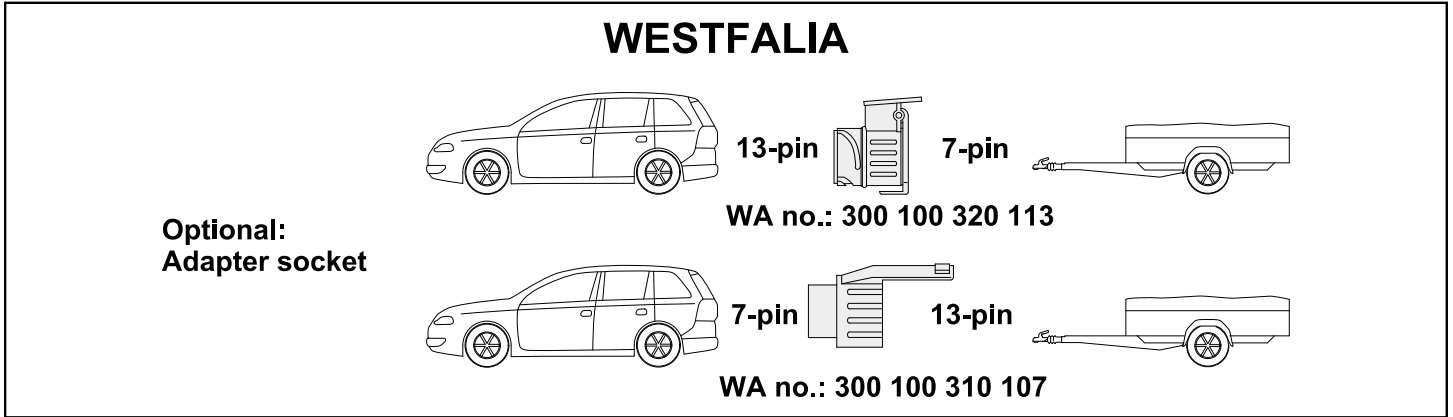 WESTFALIA
13-pin 7-pin
WA no.: 300 100 320 113
Optional:
Adapter socket
7-pin 13-pin
WA no.: 300 100 310 107